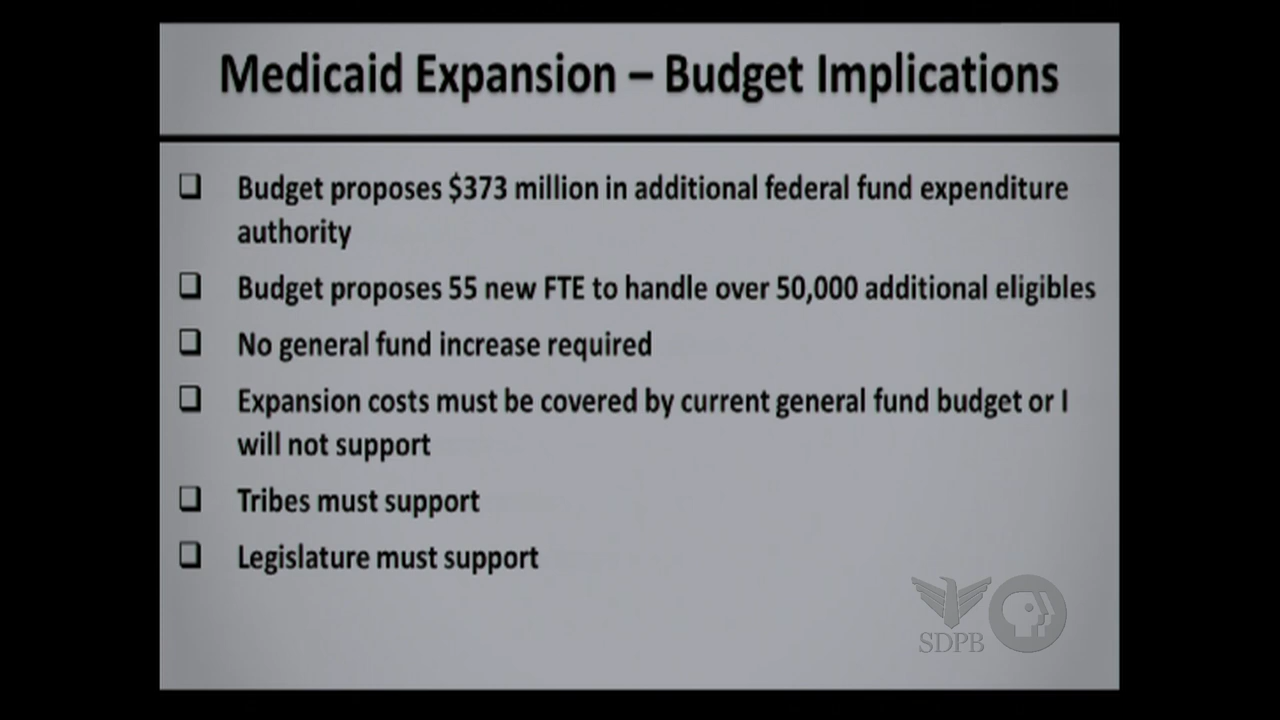 Medicaid Expansion – Budget Implications
❑ Budget proposes $373 million in additional federal fund expenditure
authority
❑ Budget proposes 55 new FTE to handle over 50,000 additional eligibles
❑ No general fund increase required
❑ Expansion costs must be covered by current general fund budget or I
will not support
❑ Tribes must support
❑ Legislature must support
SDPB